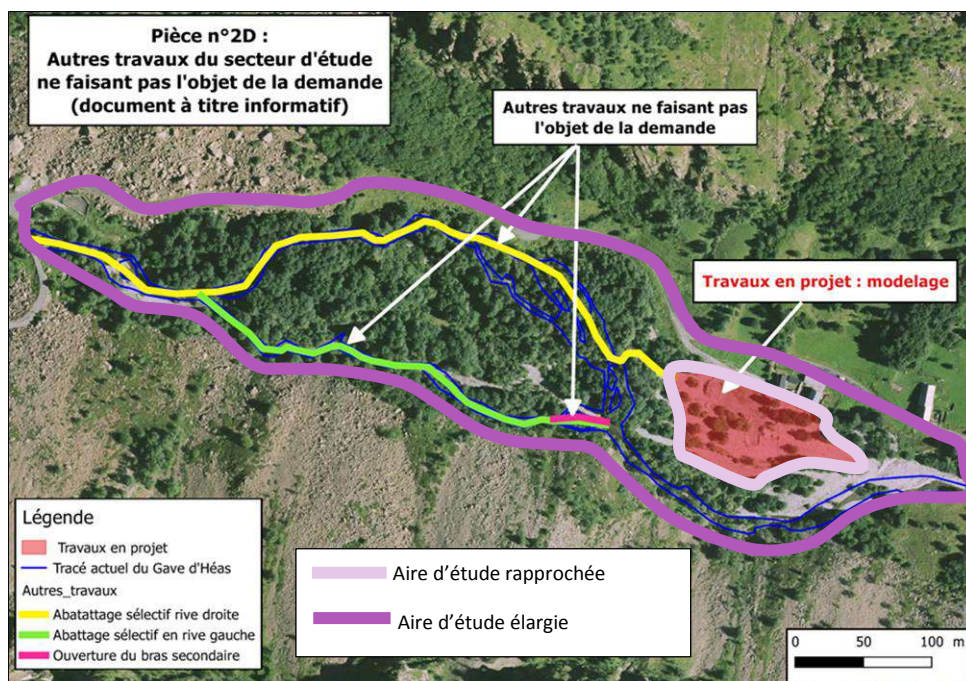 Pièce n°2D :
Autres travaux du secteur d'étude
ne faisant pas l'objet de la demande
(document à titre informatif)
Autres travaux ne faisant pas
l'objet de la demande
Travaux en projet : modelage
Légende
Travaux en projet
Tracé actuel du Gave d'Héas
Autres_travaux
Abatattage sélectif rive droite
Abattage sélectif en rive gauche
Ouverture du bras secondaire
Aire d’étude rapprochée
Aire d’étude élargie
0 50 100 m